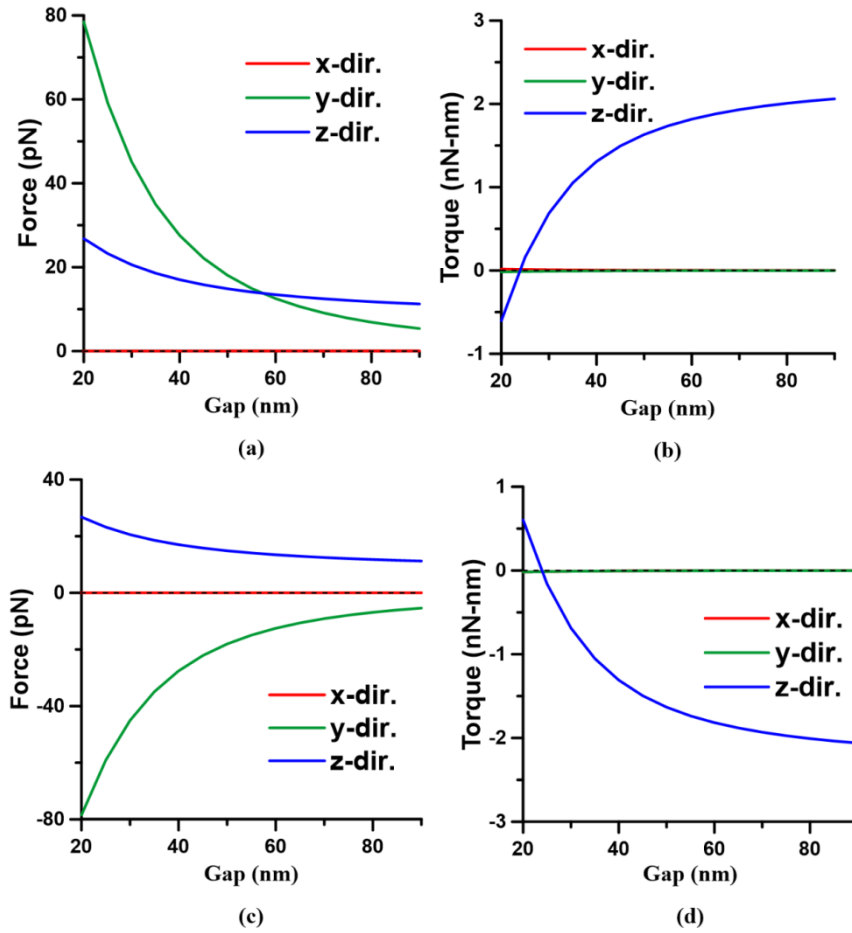 80
60
40
20
0
Force (pN)
x-dir.
y-dir.
z-dir.
20 40 60 80
Gap (nm)
(a)
3
2
1
0
-1
Torque (nN-nm)
x-dir.
y-dir.
z-dir.
20 40 60 80
Gap (nm)
(b)
40
0
-40
-80
Force (pN)
x-dir.
y-dir.
z-dir.
20 40 60 80
Gap (nm)
(c)
1
0
-1
-2
-3
Torque (nN-nm)
x-dir.
y-dir.
z-dir.
20 40 60 80
Gap (nm)
(d)